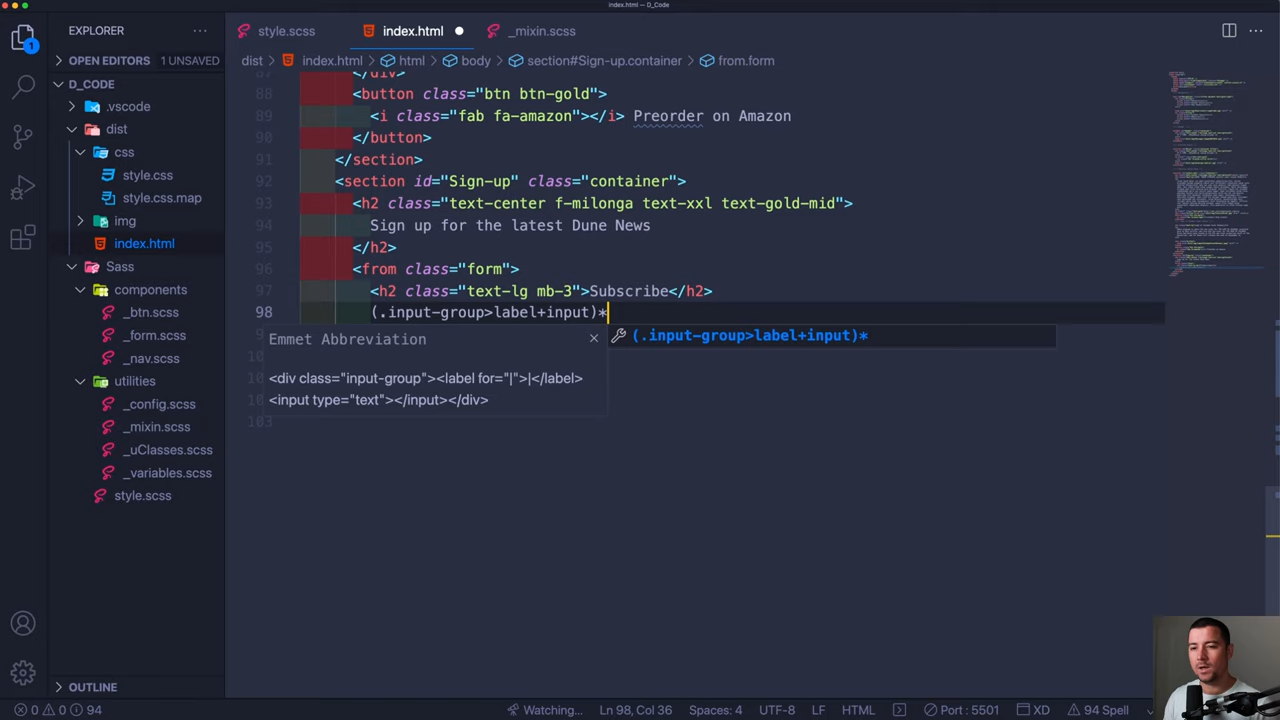 index.html — D_Code
EXPLORER
style.scss
index.html
_mixin.scss
OPEN EDITORS 1 UNSAVED
dist > index.html > html > body > section#Sign-up.container > from.form
D_CODE
.vscode
dist
css
style.css
style.css.map
img
index.html
Sass
components
_btn.scss
_form.scss
_nav.scss
utilities
_config.scss
_mixin.scss
_uClasses.scss
_variables.scss
style.scss
OUTLINE
</div>
88 <button class="btn btn-gold">
89 <i class="fab fa-amazon"></i> Preorder on Amazon
90 </button>
91 </section>
92 <section id="Sign-up" class="container">
93 <h2 class="text-center f-milonga text-xxl text-gold-mid">
94 Sign Up for The Latest Dune News
95 </h2>
96 <from class="form">
97 <h2 class="text-lg mb-3">Subscribe</h2>
98 (.input-group>label+input)*
Emmet Abbreviation
(.input-group>label+input)*
<div class="input-group"><label for="|">|</label>
<input type="text"></input></div>
103
1
0 0 94
Watching...
Ln 98, Col 36
Spaces: 4
UTF-8
LF
HTML
Port : 5501
XD
94 Spell